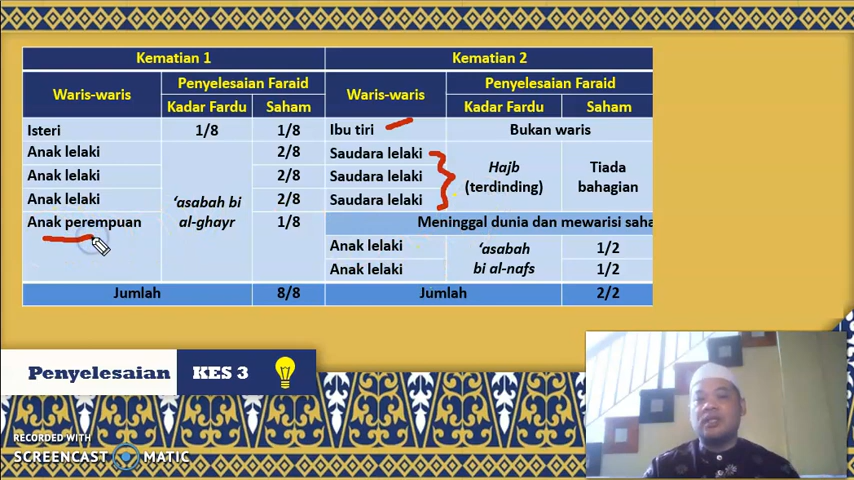 Kematian 1 Kematian 2
Waris-waris Penyelesaian Faraid Waris-waris Penyelesaian Faraid
Kadar Fardu Saham Kadar Fardu Saham
Isteri 1/8 1/8 Ibu tiri Bukan waris
Anak lelaki 'asabah bi al-ghayr 2/8 Saudara lelaki Hajb (terdinding) Tiada bahagian
Anak lelaki 2/8 Saudara lelaki
Anak lelaki 2/8 Saudara lelaki
Anak perempuan 1/8 Meninggal dunia dan mewarisi saha
Anak lelaki 'asabah bi al-nafs 1/2
Anak lelaki 1/2
Jumlah 8/8 Jumlah 2/2
Penyelesaian KES 3
RECORDED WITH
SCREENCAST MATIC